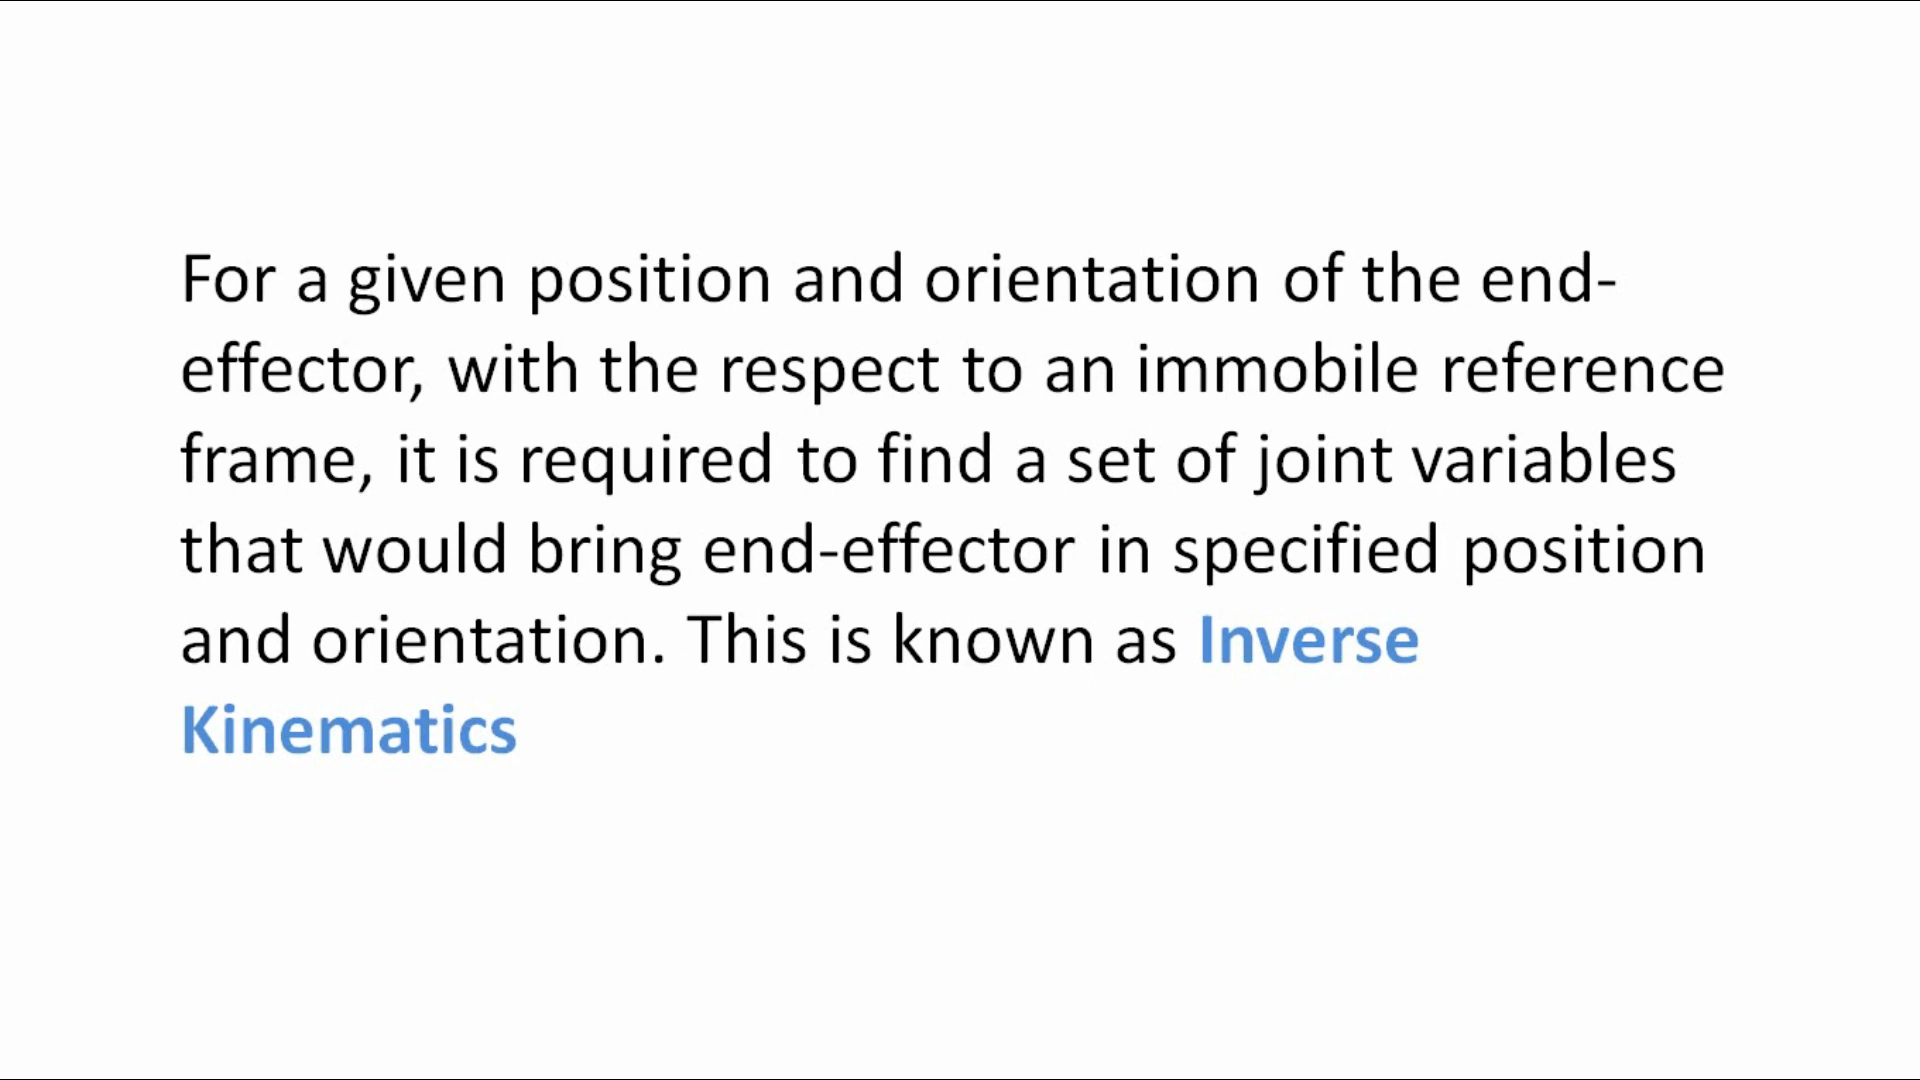 For a given position and orientation of the end-
effector, with the respect to an immobile reference
frame, it is required to find a set of joint variables
that would bring end-effector in specified position
and orientation. This is known as Inverse
Kinematics